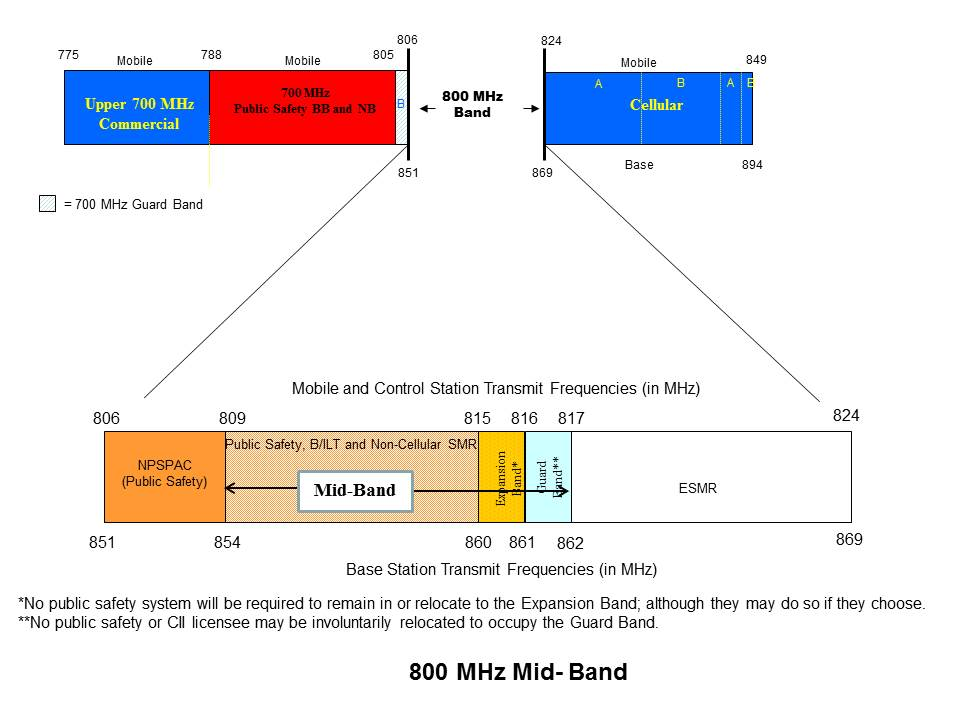 806
824
775
Mobile
788
Mobile
805
Mobile
849
Upper 700 MHz
Commercial
700 MHz
Public Safety BB and NB
B
800 MHz
Band
A
B
A
B
Cellular
851
869
Base
894
= 700 MHz Guard Band
Mobile and Control Station Transmit Frequencies (in MHz)
806
809
815
816
817
824
NPSPAC
(Public Safety)
Public Safety, B/ILT and Non-Cellular SMR
Mid-Band
Expansion
Band*
Guard
Band**
ESMR
851
854
860
861
862
869
Base Station Transmit Frequencies (in MHz)
*No public safety system will be required to remain in or relocate to the Expansion Band; although they may do so if they choose.
**No public safety or CII licensee may be involuntarily relocated to occupy the Guard Band.
800 MHz Mid- Band